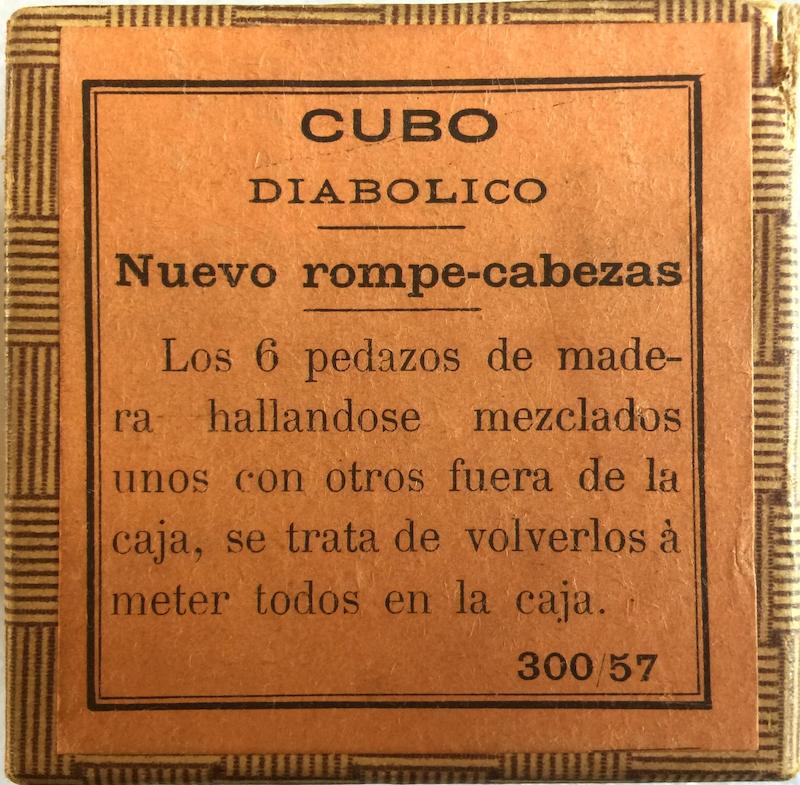 CUBO
DIABOLICO
Nuevo rompe-cabezas
Los 6 pedazos de made-
ra hallandose mezclados
unos con otros fuera de la
caja, se trata de volverlos à
meter todos en la caja.
300/57